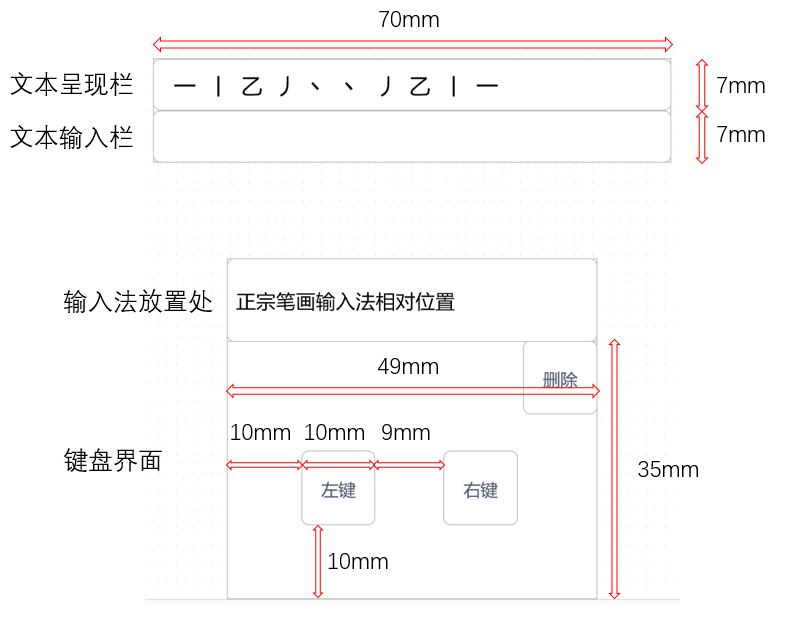 70mm
文本呈现栏
一丨乙丿丶丶丿乙丨一
7mm
文本输入栏
7mm
输入法放置处
正宗笔画输入法相对位置
49mm
删除
10mm
10mm
9mm
键盘界面
左键
右键
35mm
10mm